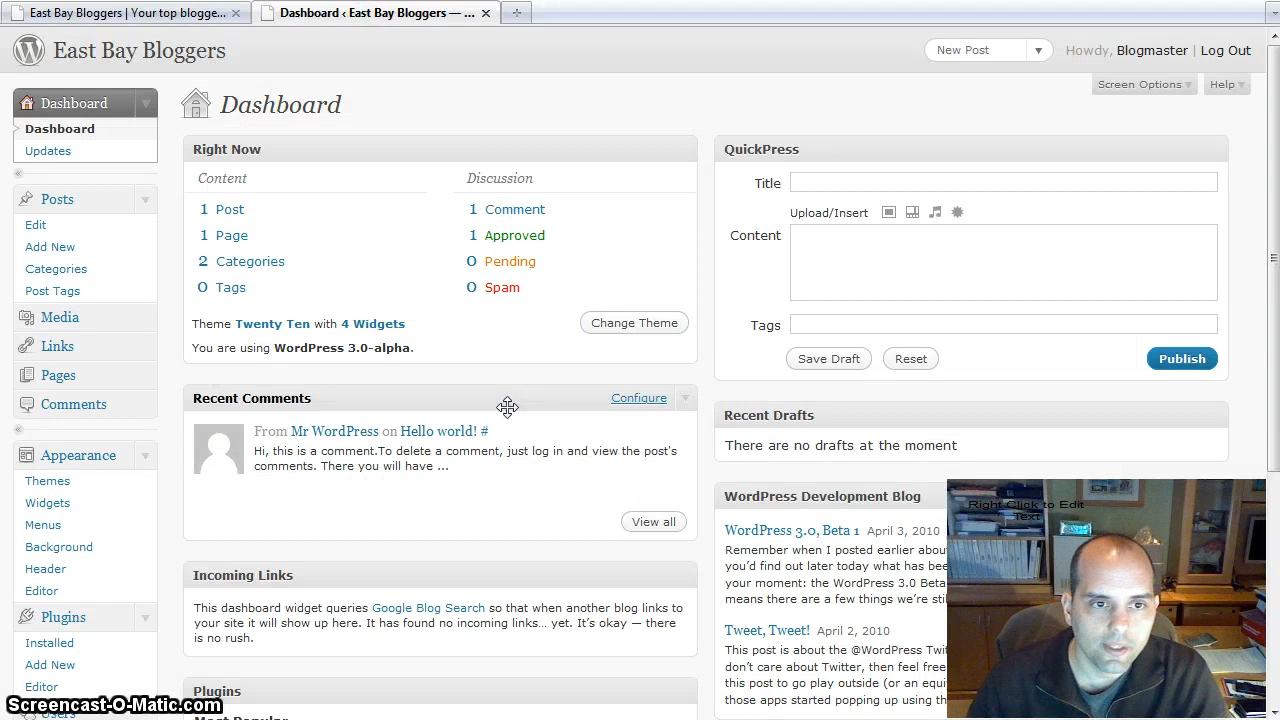 East Bay Bloggers | Your top blogge...
Dashboard ‹ East Bay Bloggers — ...
East Bay Bloggers
New Post
Howdy, Blogmaster | Log Out
Screen Options
Help
Dashboard
Dashboard
Updates
Posts
Edit
Add New
Categories
Post Tags
Media
Links
Pages
Comments
Appearance
Themes
Widgets
Menus
Background
Header
Editor
Plugins
Installed
Add New
Editor
Users
Dashboard
Right Now
Content
Discussion
1 Post
1 Comment
1 Page
1 Approved
2 Categories
0 Pending
0 Tags
0 Spam
Theme Twenty Ten with 4 Widgets
Change Theme
You are using WordPress 3.0-alpha.
Recent Comments
Configure
From Mr WordPress on Hello world! #
Hi, this is a comment.To delete a comment, just log in and view the post's
comments. There you will have ...
View all
Incoming Links
This dashboard widget queries Google Blog Search so that when another blog links to
your site it will show up here. It has found no incoming links… yet. It's okay — there
is no rush.
Plugins
Most Popular
QuickPress
Title
Upload/Insert
Content
Tags
Save Draft
Reset
Publish
Recent Drafts
There are no drafts at the moment
WordPress Development Blog
WordPress 3.0, Beta 1 April 3, 2010
Remember when I posted earlier abou
you'd find out later today what has bee
your moment: the WordPress 3.0 Beta
means there are a few things we're sti
Tweet, Tweet! April 2, 2010
This post is about the @WordPress Twit
don't care about Twitter, then feel free
this post to go play outside (or an equi
those apps started popping up using th
Right Click to Edit
Text
Screencast-O-Matic.com